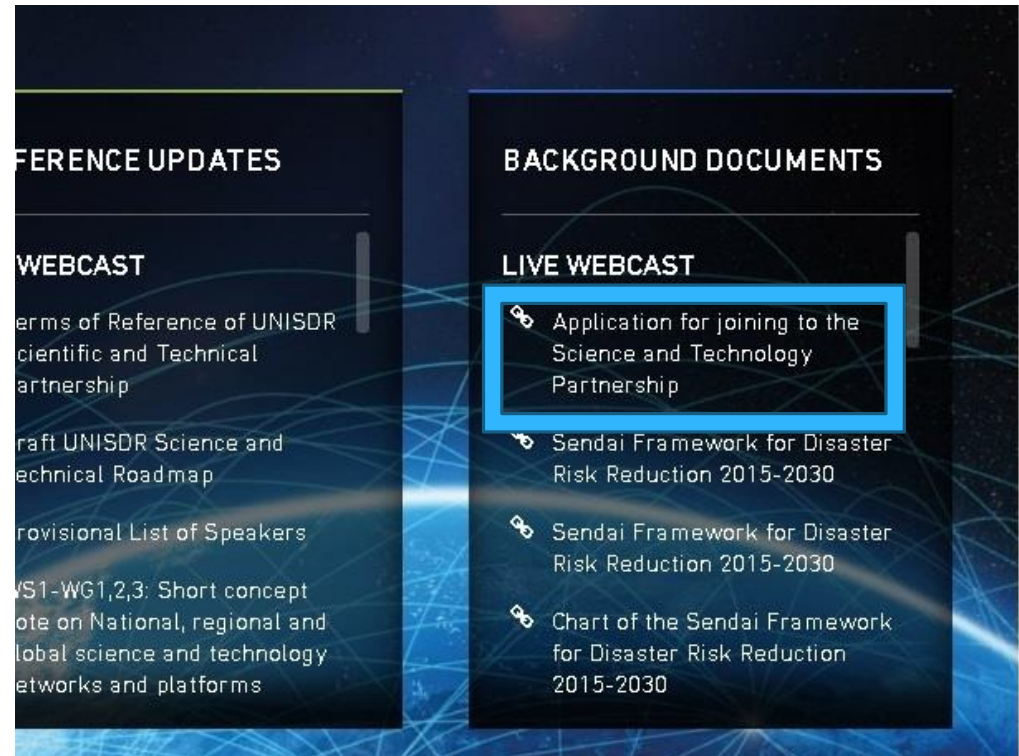 FERENCE UPDATES
WEBCAST
erms of Reference of UNISDR
cientific and Technical
artnership
raft UNISDR Science and
echnical Roadmap
rovisional List of Speakers
WS1-WG1,2,3: Short concept
ote on National, regional and
lobal science and technology
etworks and platforms
BACKGROUND DOCUMENTS
LIVE WEBCAST
Application for joining to the
Science and Technology
Partnership
Sendai Framework for Disaster
Risk Reduction 2015-2030
Sendai Framework for Disaster
Risk Reduction 2015-2030
Chart of the Sendai Framework
for Disaster Risk Reduction
2015-2030